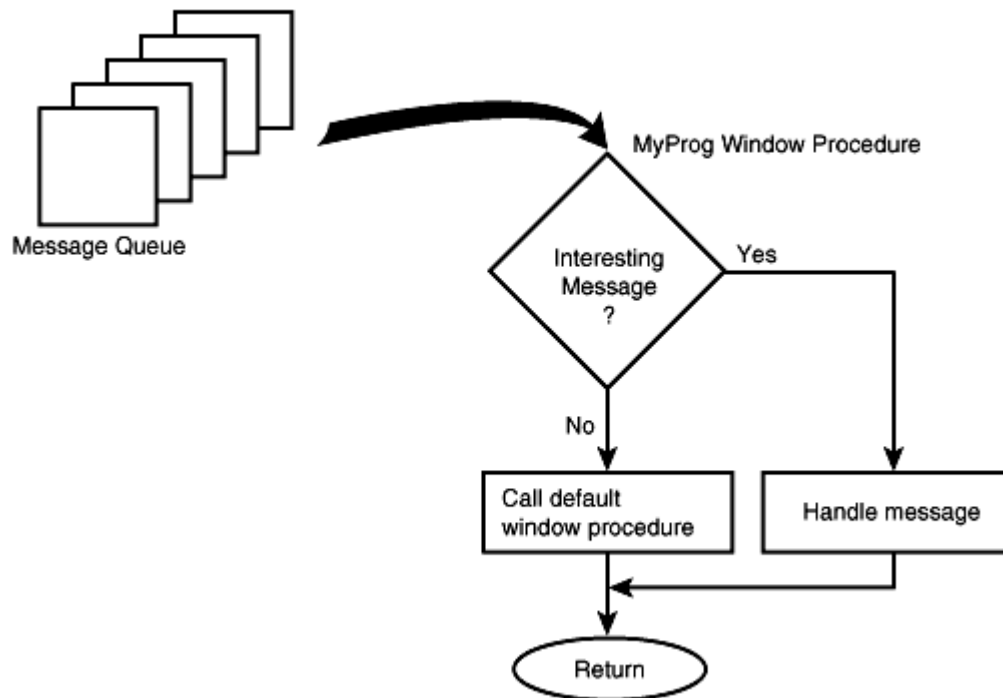 Message Queue
MyProg Window Procedure
Interesting
Message
?
Yes
No
Call default
window procedure
Handle message
Return